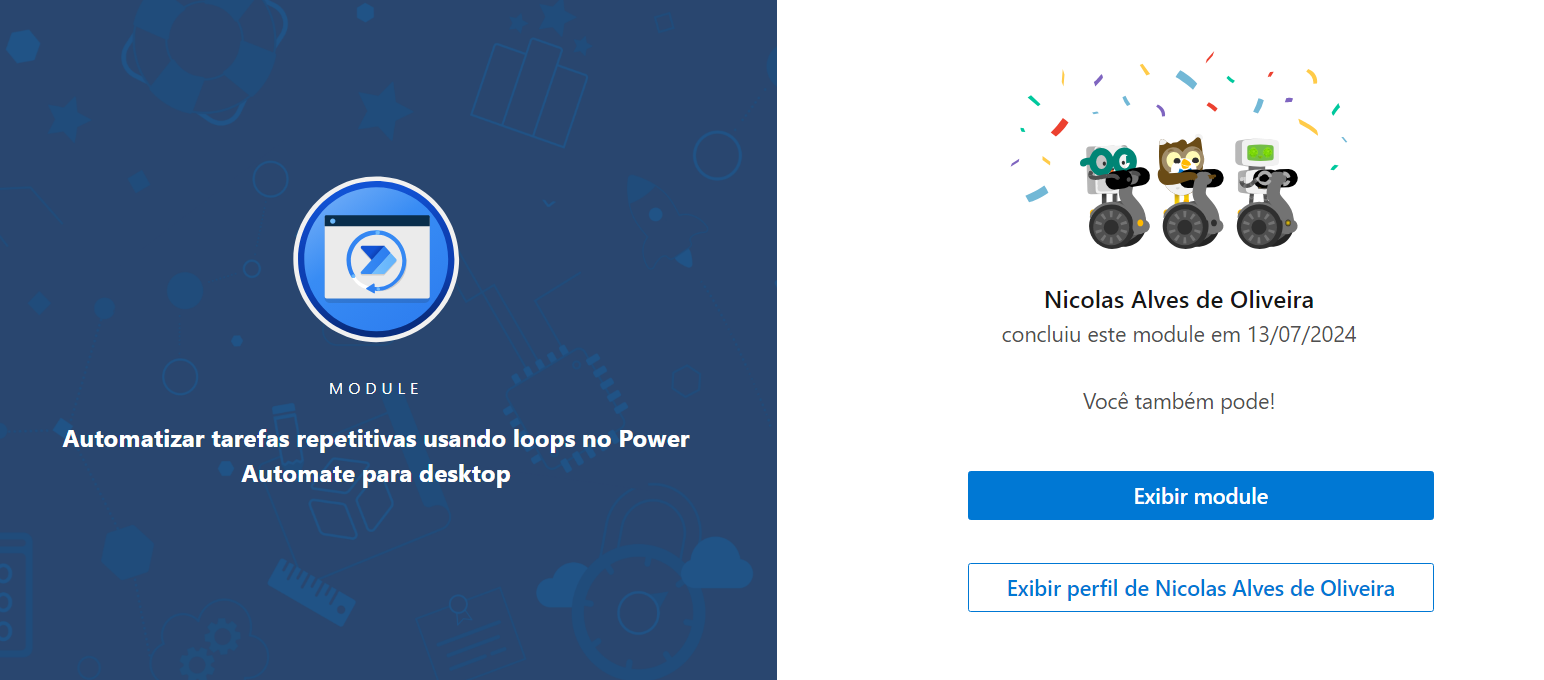 MODULE
Automatizar tarefas repetitivas usando loops no Power
Automate para desktop
Nicolas Alves de Oliveira
concluiu este module em 13/07/2024
Você também pode!
Exibir module
Exibir perfil de Nicolas Alves de Oliveira